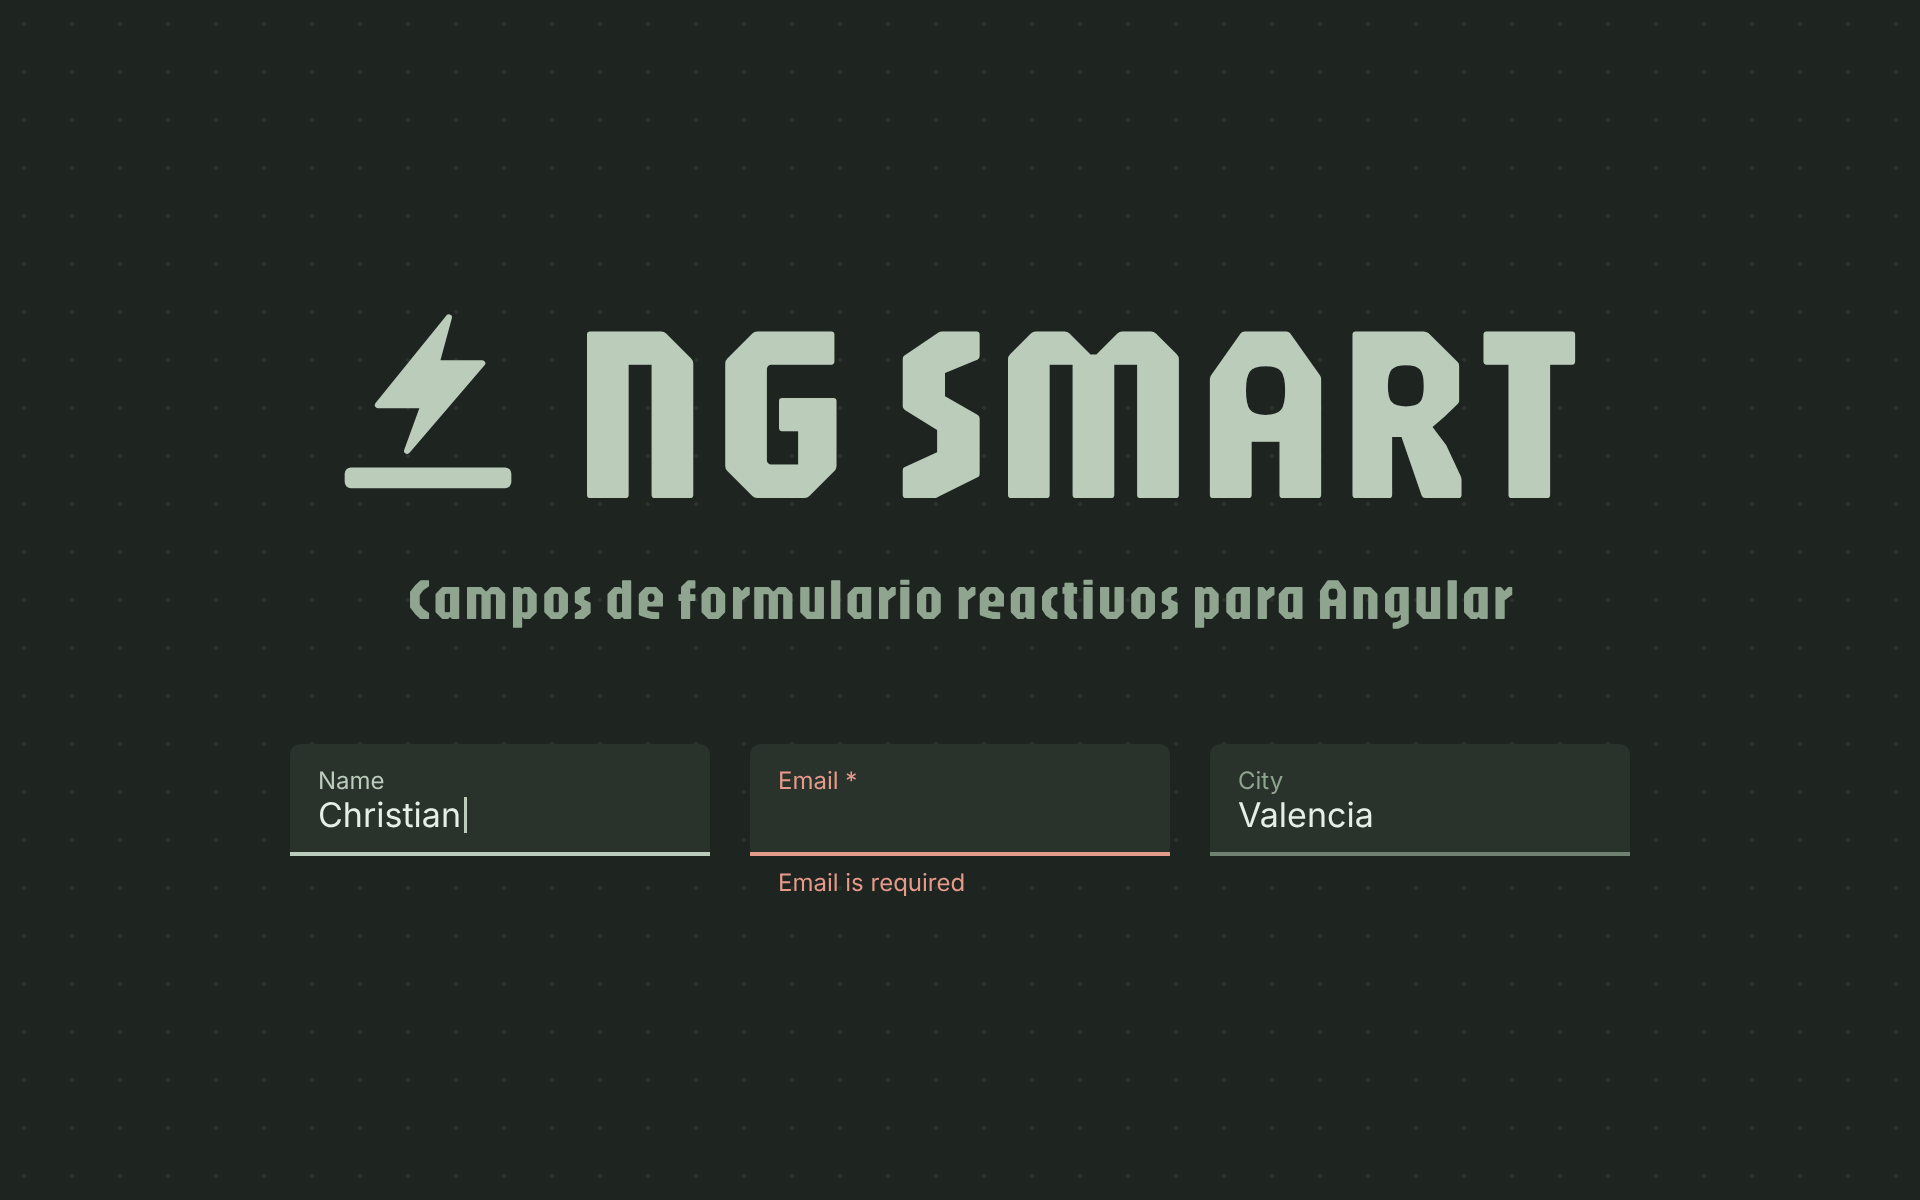 NG SMART
Campos de formulario reactivos para Angular
Name
Christian
Email *
Email is required
City
Valencia